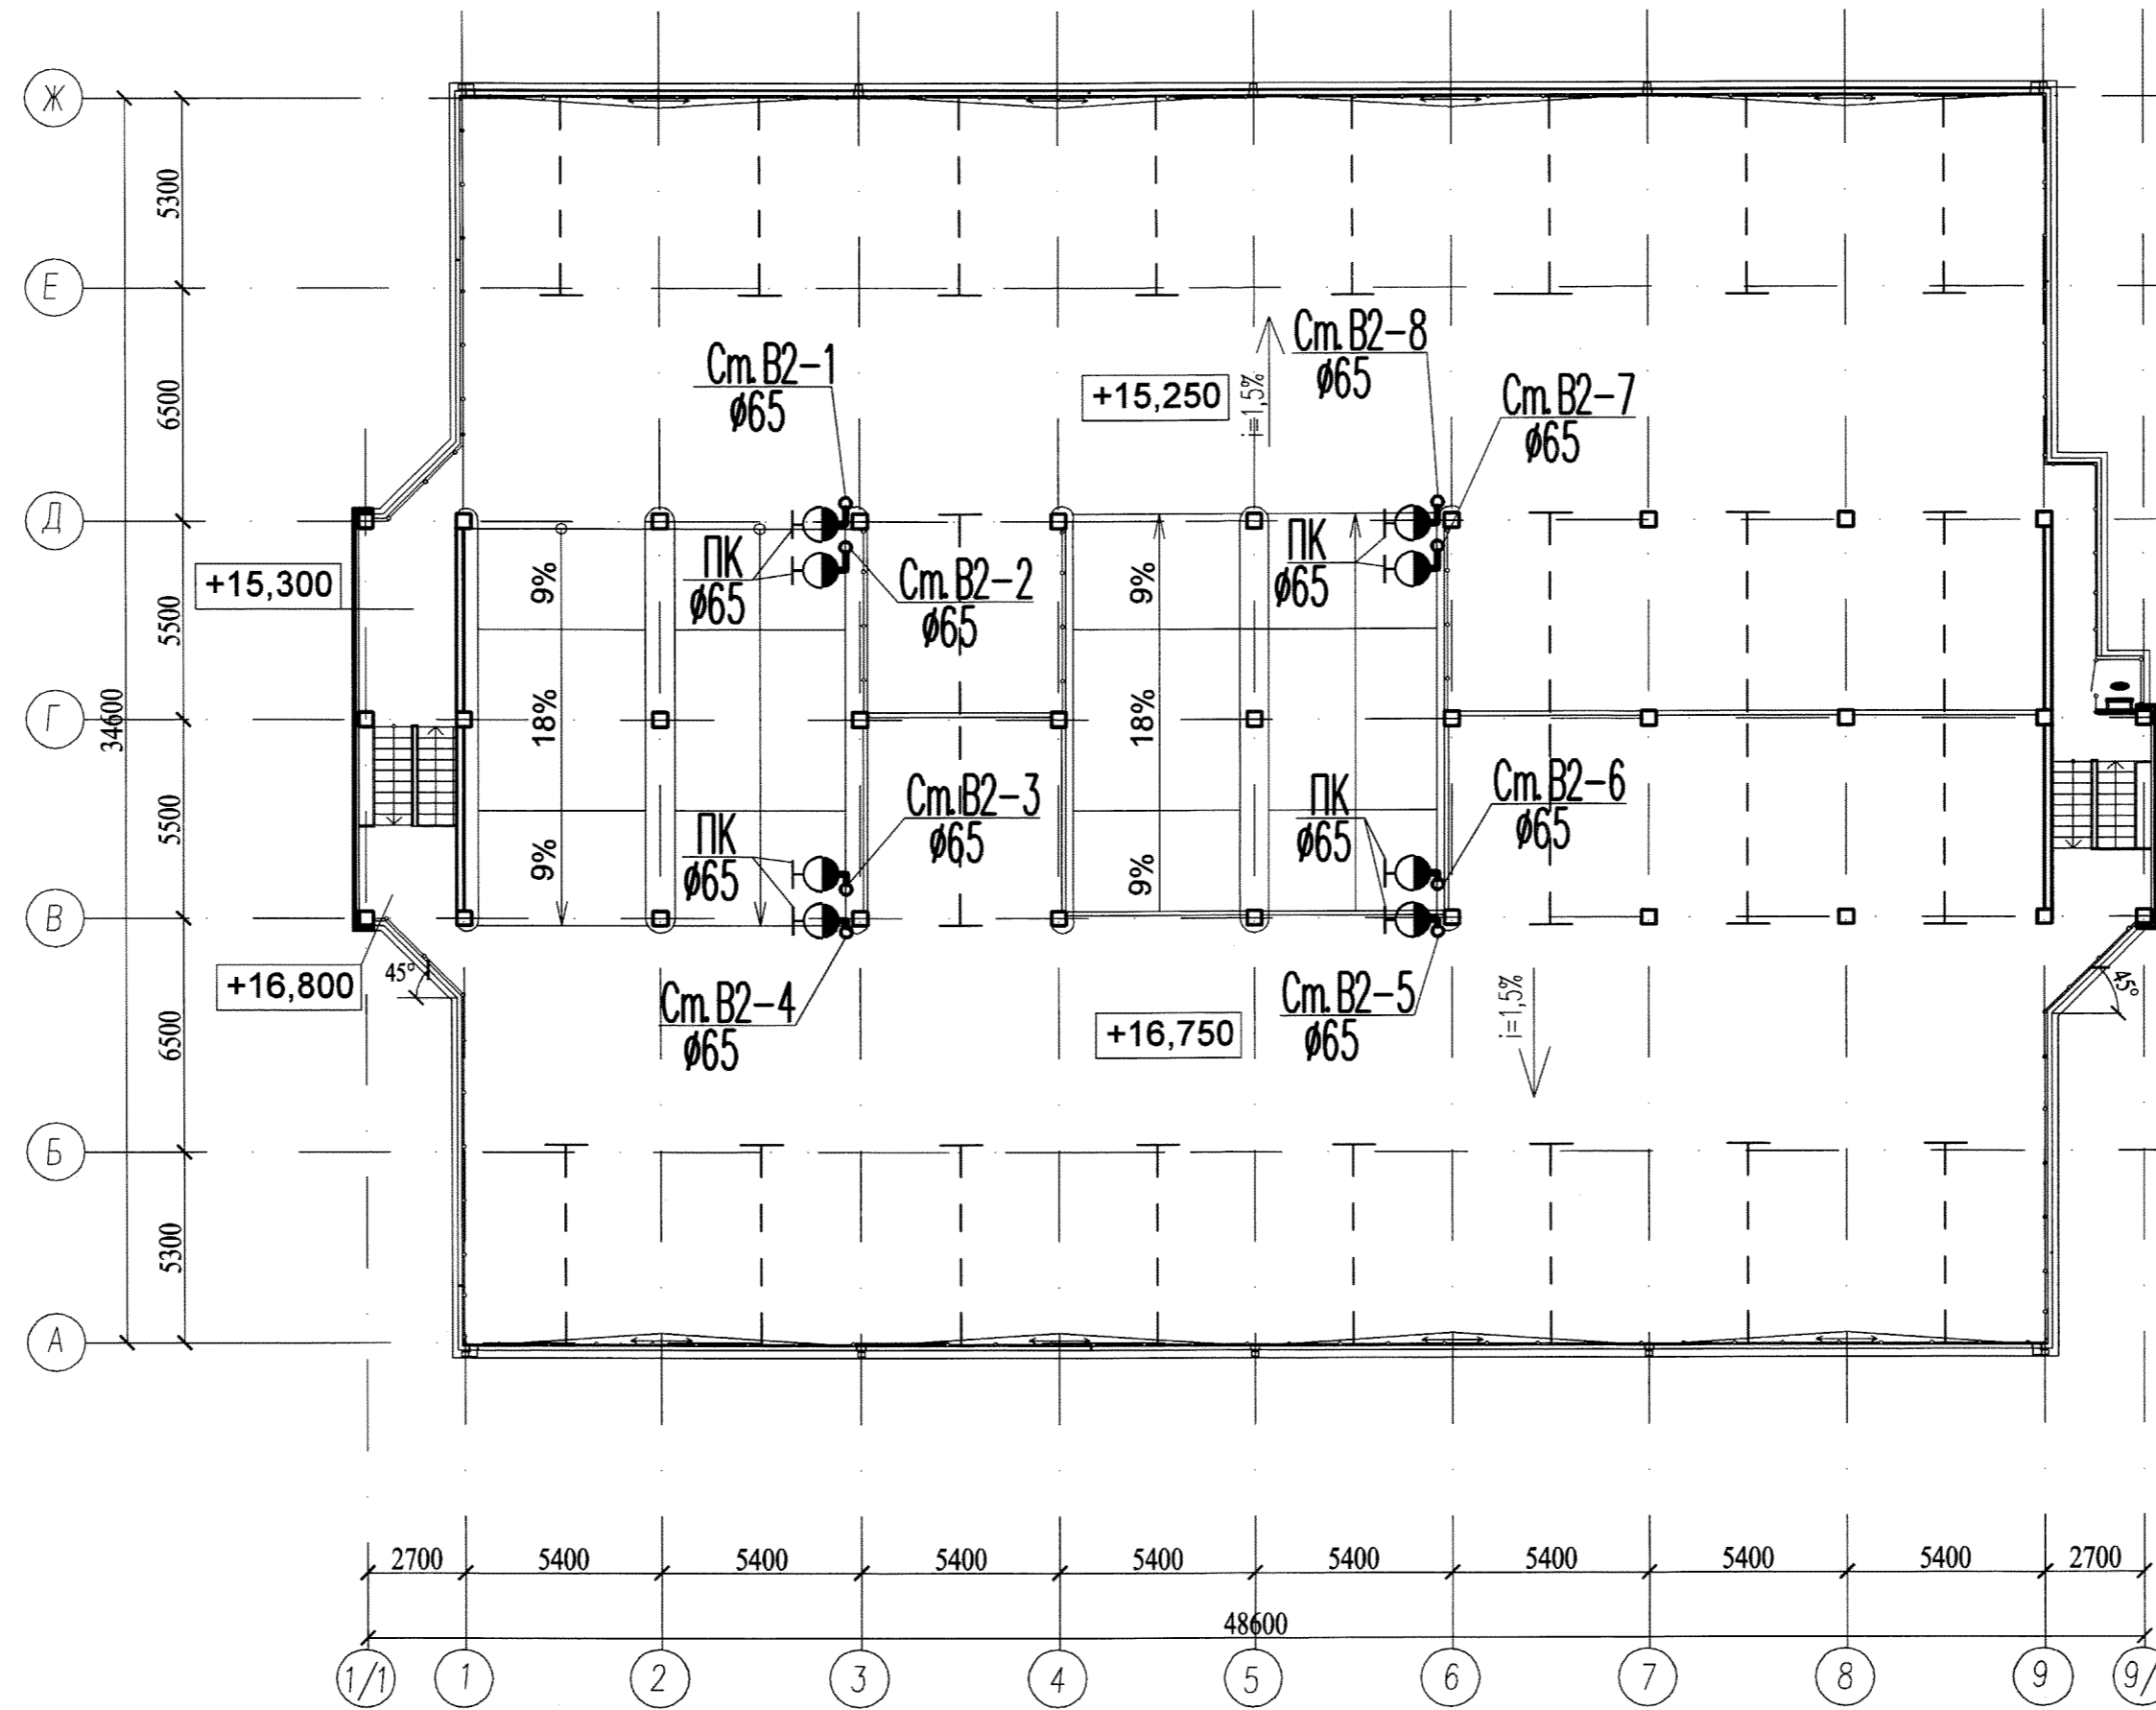 Ж
Е
Д
Г
В
Б
А
5300
6500
5500
5500
6500
5300
34600
Ст.В2-1
ø65
+15,250
i=1,5%
Ст.В2-8
ø65
Ст.В2-7
ø65
+15,300
ПК
ø65
Ст.В2-2
ø65
ПК
ø65
9%
18%
9%
9%
18%
9%
ПК
ø65
Ст.В2-3
ø65
ПК
ø65
Ст.В2-6
ø65
+16,800
45°
Ст.В2-4
ø65
+16,750
Ст.В2-5
ø65
i=1,5%
45°
2700 5400 5400 5400 5400 5400 5400 5400 5400 2700
48600
1/1 1 2 3 4 5 6 7 8 9 9/